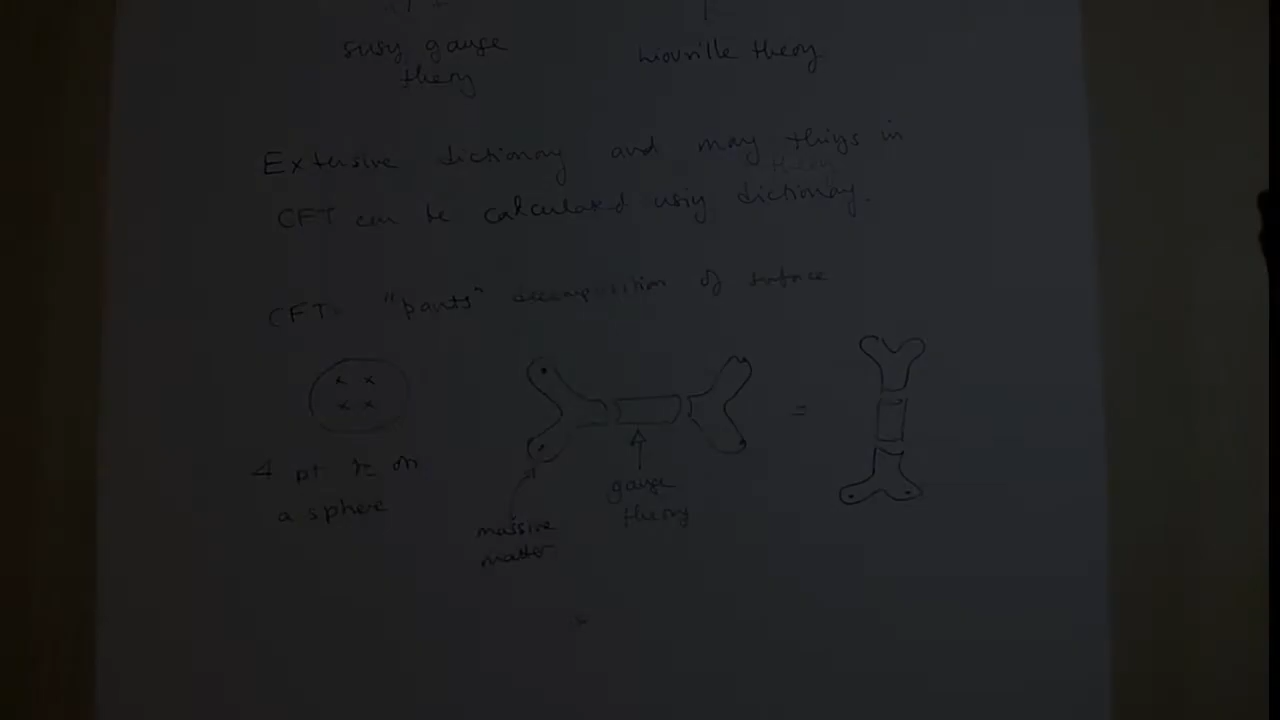 susy gauge Liouville theory
theory
Extensive dictionary and many things in
theory
CFT can be calculated using dictionary.
CFT: "pants" decomposition of surface
x x
x x
=
4 pt fn on
a sphere
gauge
theory
massive
matter